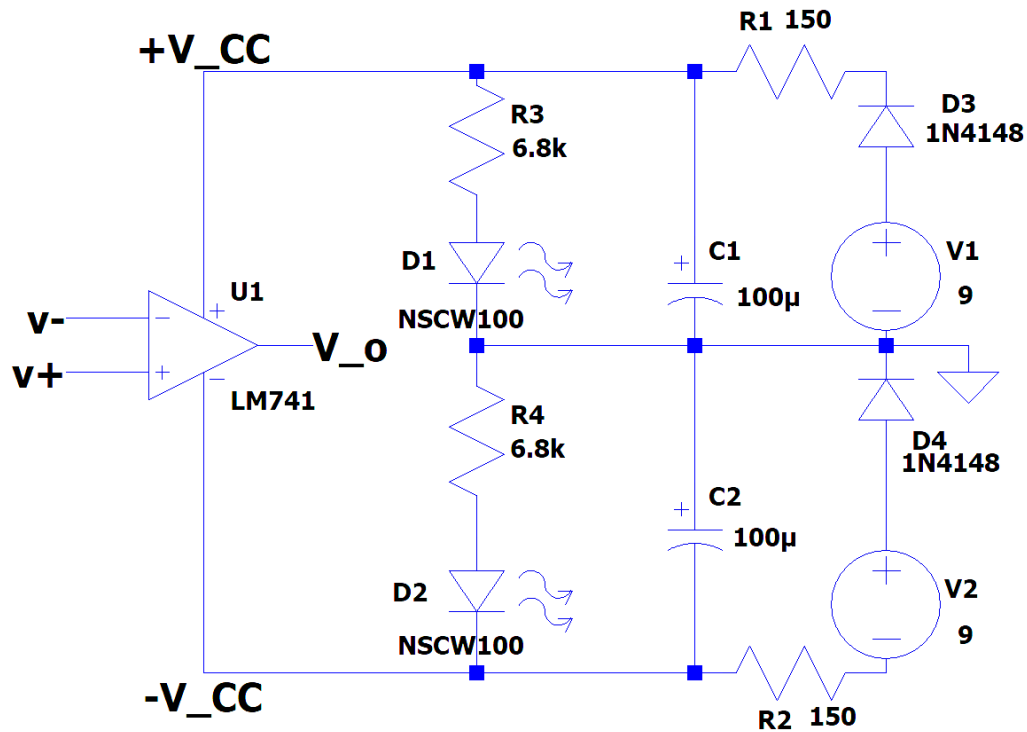 R1 150
+V_CC
D3
1N4148
R3
6.8k
D1
NSCW100
+
C1
100µ
+
V1
9
−
U1
+
v-
−
V_o
v+
+
−
LM741
R4
6.8k
D4
1N4148
+
C2
100µ
D2
NSCW100
+
V2
9
−
-V_CC
R2 150